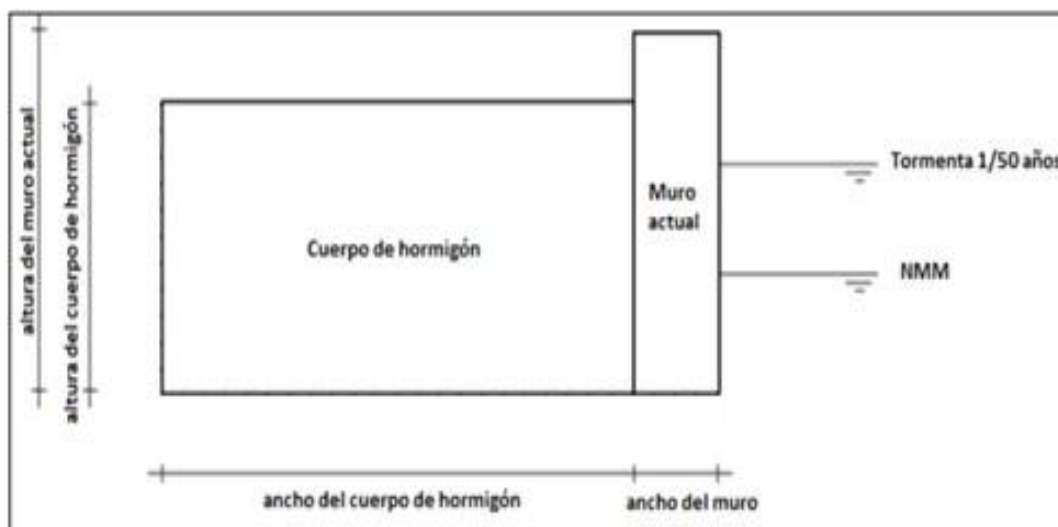 altura del muro actual
altura del cuerpo de hormigón
Cuerpo de hormigón
Muro
actual
Tormenta 1/50 años
NMM
ancho del cuerpo de hormigón
ancho del muro